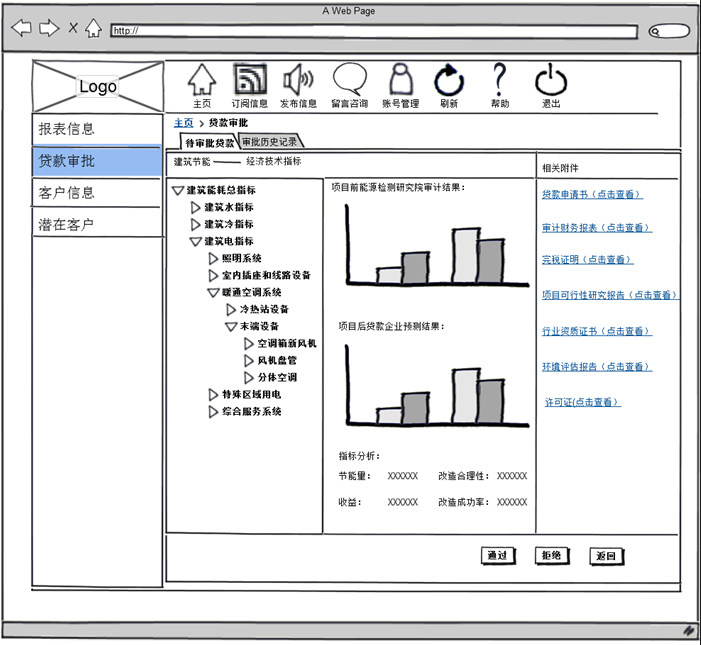 A Web Page
http://
Logo
主页 订阅信息 发布信息 留言咨询 账号管理 刷新 帮助 退出
报表信息
贷款审批
客户信息
潜在客户
主页 > 贷款审批
待审批贷款 审批历史记录
建筑节能 —— 经济技术指标
建筑能耗总指标
建筑水指标
建筑冷指标
建筑电指标
照明系统
室内插座和线路设备
暖通空调系统
冷热站设备
末端设备
空调箱新风机
风机盘管
分体空调
特殊区域用电
综合服务系统
项目前能源检测研究院审计结果:
项目后贷款企业预测结果:
指标分析:
节能量: XXXXXX 改造合理性: XXXXXX
收益: XXXXXX 改造成功率: XXXXXX
相关附件
贷款申请书（点击查看）
审计财务报表（点击查看）
完税证明（点击查看）
项目可行性研究报告（点击查看）
行业资质证书（点击查看）
环境评估报告（点击查看）
许可证(点击查看）
通过 拒绝 返回